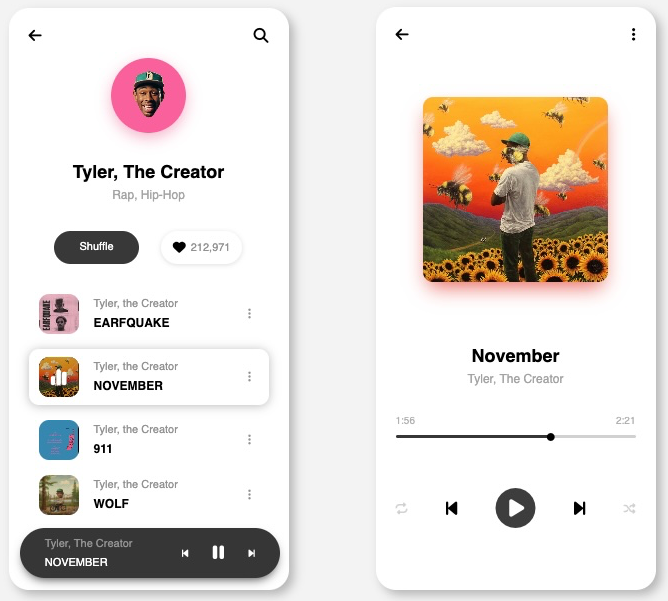 Tyler, The Creator
Rap, Hip-Hop
Shuffle
212,971
EARFQUAKE
Tyler, the Creator
EARFQUAKE
Tyler, the Creator
NOVEMBER
Tyler, the Creator
911
Tyler, the Creator
WOLF
Tyler, The Creator
NOVEMBER
November
Tyler, The Creator
1:56
2:21